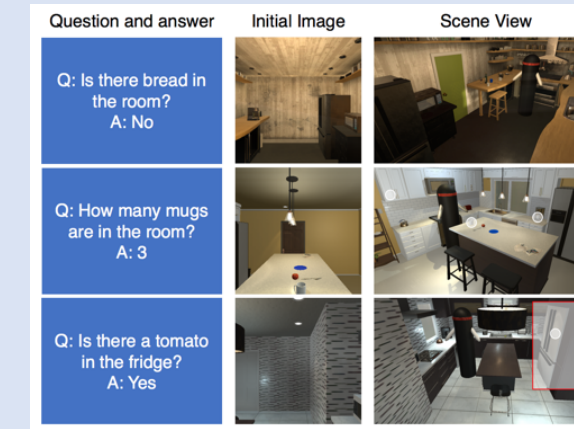 Question and answer
Initial Image
Scene View
Q: Is there bread in
the room?
A: No
Q: How many mugs
are in the room?
A: 3
Q: Is there a tomato
in the fridge?
A: Yes